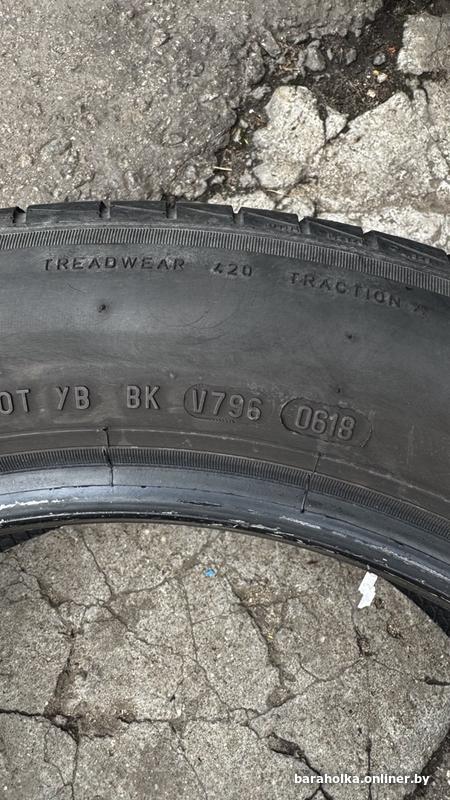 TREADWEAR 420 TRACTION A
OT YB BK V796 0618
baraholka.onliner.by